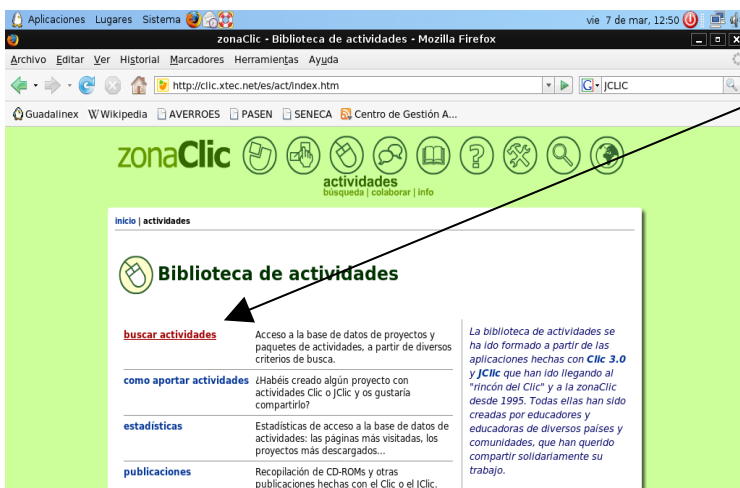 Aplicaciones Lugares Sistema vie 7 de mar, 12:50
zonaClic - Biblioteca de actividades - Mozilla Firefox
Archivo Editar Ver Historial Marcadores Herramientas Ayuda
http://clic.xtec.net/es/act/index.htm G JCLIC
Guadalinex W Wikipedia AVERROES PASEN SENECA Centro de Gestión A...
zonaClic
actividades
búsqueda | colaborar | info
inicio | actividades
Biblioteca de actividades
buscar actividades
Acceso a la base de datos de proyectos y
paquetes de actividades, a partir de diversos
criterios de busca.
como aportar actividades
¿Habéis creado algún proyecto con
actividades Clic o JClic y os gustaría
compartirlo?
estadísticas
Estadísticas de acceso a la base de datos de
actividades: las páginas más visitadas, los
proyectos más descargados...
publicaciones
Recopilación de CD-ROMs y otras
publicaciones hechas con el Clic o el JClic.
La biblioteca de actividades se
ha ido formado a partir de las
aplicaciones hechas con Clic 3.0
y JClic que han ido llegando al
"rincón del Clic" y a la zonaClic
desde 1995. Todas ellas han sido
creadas por educadores y
educadoras de diversos países y
comunidades, que han querido
compartir solidariamente su
trabajo.